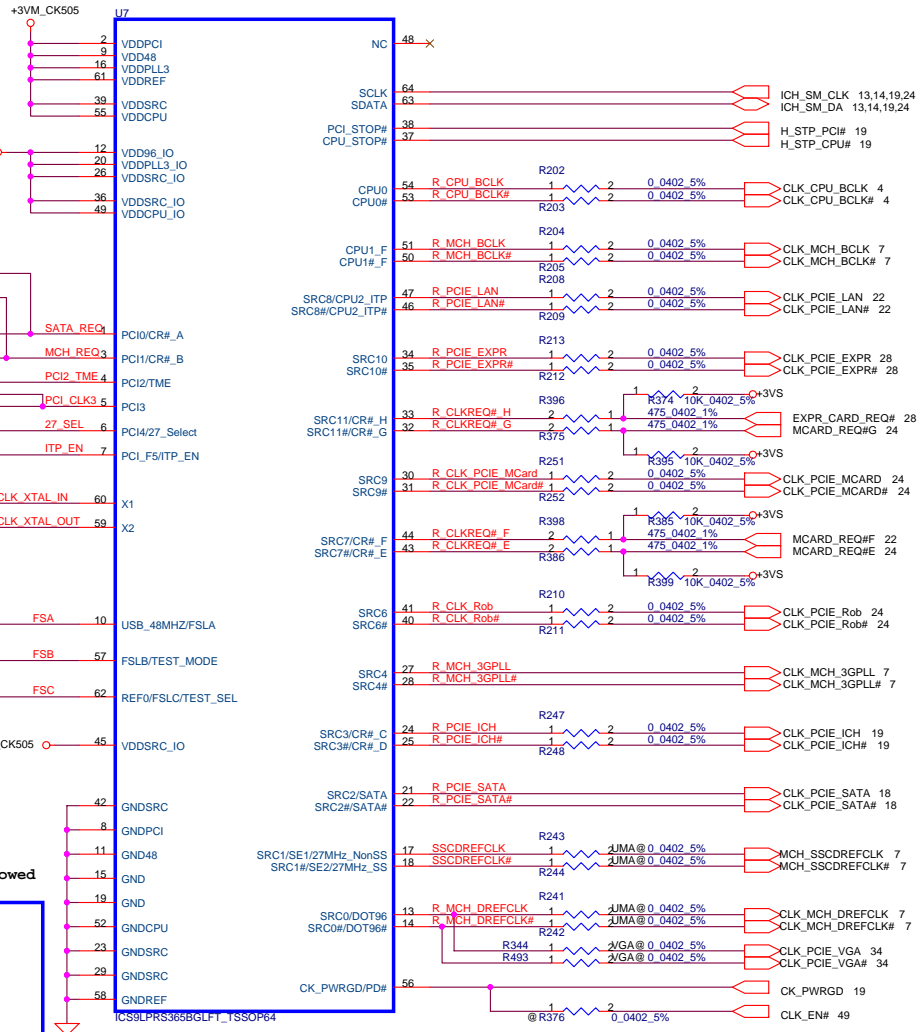 +3VM_CK505
U7
2 VDDPCI
9 VDD48
16 VDDPLL3
61 VDDREF
39 VDDSRC
55 VDDCPU
12 VDD96_IO
20 VDDPLL3_IO
26 VDDSRC_IO
36 VDDSRC_IO
49 VDDCPU_IO
SATA_REQ 1 PCI0/CR#_A
MCH_REQ 3 PCI1/CR#_B
PCI2_TME 4 PCI2/TME
PCI_CLK3 5 PCI3
27_SEL 6 PCI4/27_Select
ITP_EN 7 PCI_F5/ITP_EN
CLK_XTAL_IN 60 X1
CLK_XTAL_OUT 59 X2
FSA 10 USB_48MHZ/FSLA
FSB 57 FSLB/TEST_MODE
FSC 62 REF0/FSLC/TEST_SEL
CK505 45 VDDSRC_IO
42 GNDSRC
8 GNDPCI
11 GND48
owed
15 GND
19 GND
52 GNDCPU
23 GNDSRC
29 GNDSRC
58 GNDREF
ICS9LPRS365BGLFT_TSSOP64
NC 48
SCLK 64 ICH_SM_CLK 13,14,19,24
SDATA 63 ICH_SM_DA 13,14,19,24
PCI_STOP# 38 H_STP_PCI# 19
CPU_STOP# 37 H_STP_CPU# 19
R202
CPU0 54 R_CPU_BCLK 1 2 0_0402_5% CLK_CPU_BCLK 4
CPU0# 53 R_CPU_BCLK# 1 2 0_0402_5% CLK_CPU_BCLK# 4
R203
R204
CPU1_F 51 R_MCH_BCLK 1 2 0_0402_5% CLK_MCH_BCLK 7
CPU1#_F 50 R_MCH_BCLK# 1 2 0_0402_5% CLK_MCH_BCLK# 7
R205
R208
SRC8/CPU2_ITP 47 R_PCIE_LAN 1 2 0_0402_5% CLK_PCIE_LAN 22
SRC8#/CPU2_ITP# 46 R_PCIE_LAN# 1 2 0_0402_5% CLK_PCIE_LAN# 22
R209
R213
SRC10 34 R_PCIE_EXPR 1 2 0_0402_5% CLK_PCIE_EXPR 28
SRC10# 35 R_PCIE_EXPR# 1 2 0_0402_5% CLK_PCIE_EXPR# 28
R212
1 2 +3VS
R396 R374 10K_0402_5%
SRC11/CR#_H 33 R_CLKREQ#_H 2 1 475_0402_1% EXPR_CARD_REQ# 28
SRC11#/CR#_G 32 R_CLKREQ#_G 2 1 475_0402_1% MCARD_REQ#G 24
R375
1 2 +3VS
R251 R395 10K_0402_5%
SRC9 30 R_CLK_PCIE_MCard 1 2 0_0402_5% CLK_PCIE_MCARD 24
SRC9# 31 R_CLK_PCIE_MCard# 1 2 0_0402_5% CLK_PCIE_MCARD# 24
R252
1 2 +3VS
R398 R385 10K_0402_5%
SRC7/CR#_F 44 R_CLKREQ#_F 2 1 475_0402_1% MCARD_REQ#F 22
SRC7#/CR#_E 43 R_CLKREQ#_E 2 1 475_0402_1% MCARD_REQ#E 24
R386
1 2 +3VS
R399 10K_0402_5%
R210
SRC6 41 R_CLK_Rob 1 2 0_0402_5% CLK_PCIE_Rob 24
SRC6# 40 R_CLK_Rob# 1 2 0_0402_5% CLK_PCIE_Rob# 24
R211
SRC4 27 R_MCH_3GPLL CLK_MCH_3GPLL 7
SRC4# 28 R_MCH_3GPLL# CLK_MCH_3GPLL# 7
R247
SRC3/CR#_C 24 R_PCIE_ICH 1 2 0_0402_5% CLK_PCIE_ICH 19
SRC3#/CR#_D 25 R_PCIE_ICH# 1 2 0_0402_5% CLK_PCIE_ICH# 19
R248
SRC2/SATA 21 R_PCIE_SATA CLK_PCIE_SATA 18
SRC2#/SATA# 22 R_PCIE_SATA# CLK_PCIE_SATA# 18
R243
SRC1/SE1/27MHz_NonSS 17 SSCDREFCLK 1 2 UMA@ 0_0402_5% MCH_SSCDREFCLK 7
SRC1#/SE2/27MHz_SS 18 SSCDREFCLK# 1 2 UMA@ 0_0402_5% MCH_SSCDREFCLK# 7
R244
R241
SRC0/DOT96 13 R_MCH_DREFCLK 1 2 UMA@ 0_0402_5% CLK_MCH_DREFCLK 7
SRC0#/DOT96# 14 R_MCH_DREFCLK# 1 2 UMA@ 0_0402_5% CLK_MCH_DREFCLK# 7
R242
R344 1 2 VGA@ 0_0402_5% CLK_PCIE_VGA 34
R493 1 2 VGA@ 0_0402_5% CLK_PCIE_VGA# 34
CK_PWRGD/PD# 56 CK_PWRGD 19
1 2 CLK_EN# 49
@R376 0_0402_5%